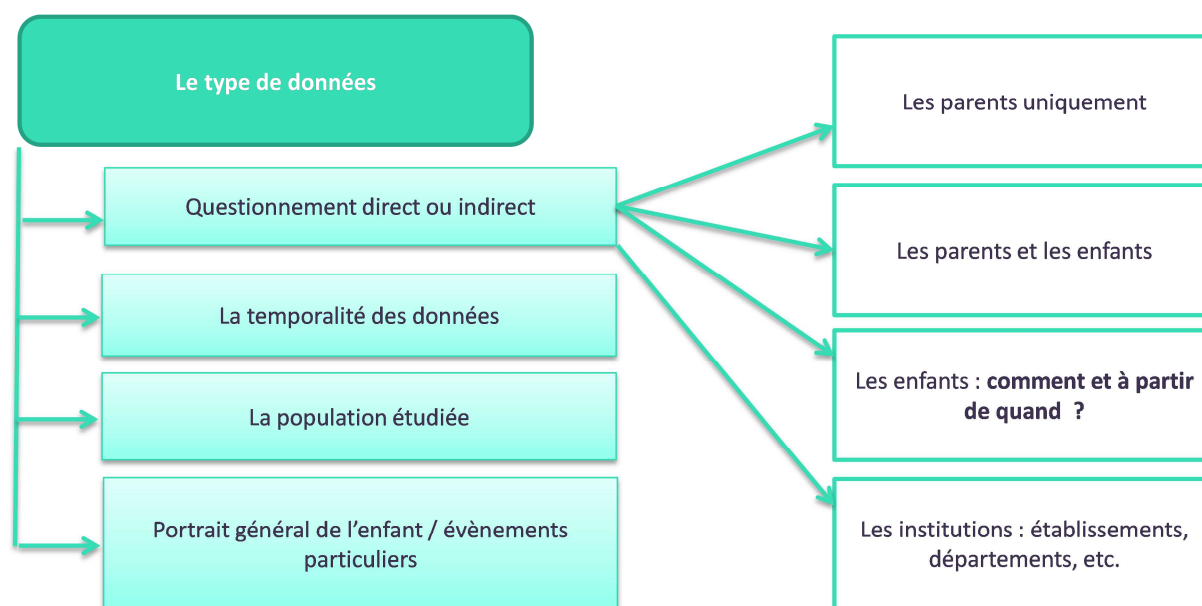 Le type de données
Questionnement direct ou indirect
La temporalité des données
La population étudiée
Portrait général de l'enfant / évènements
particuliers
Les parents uniquement
Les parents et les enfants
Les enfants : comment et à partir
de quand  ?
Les institutions : établissements,
départements, etc.